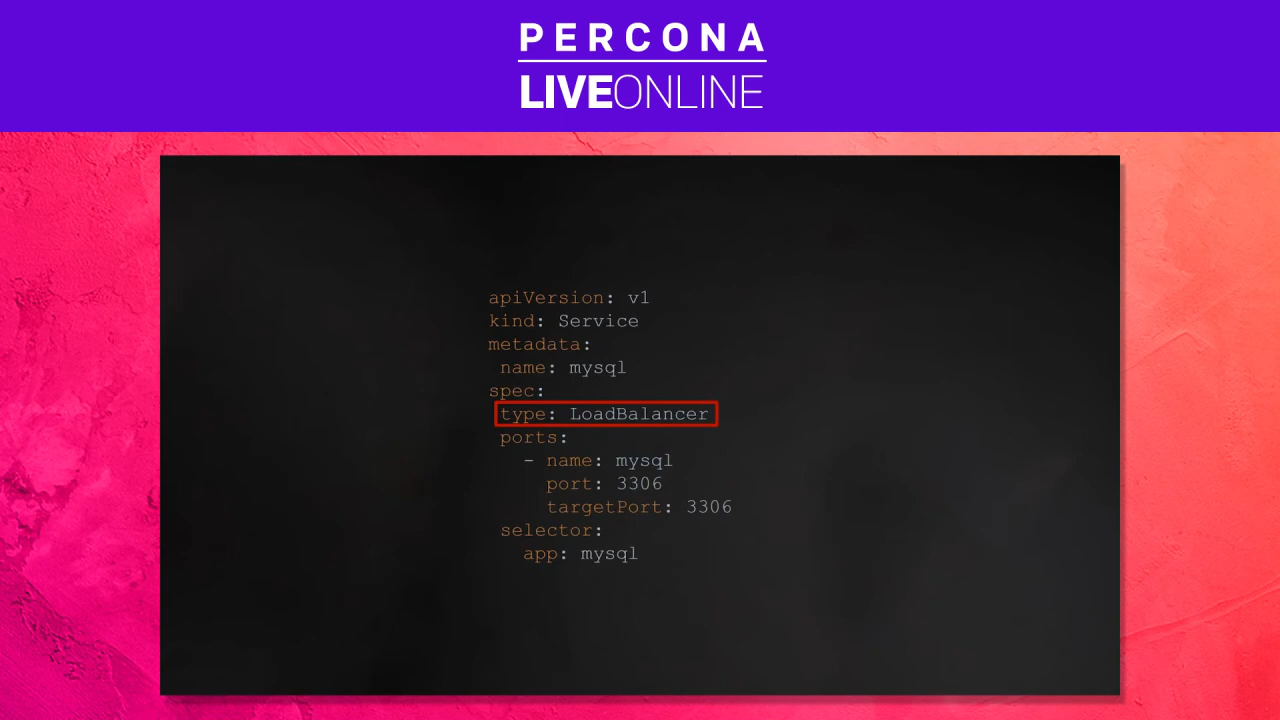 PERCONA
LIVEONLINE
apiVersion: v1
kind: Service
metadata:
 name: mysql
spec:
 type: LoadBalancer
 ports:
   - name: mysql
     port: 3306
     targetPort: 3306
 selector:
   app: mysql